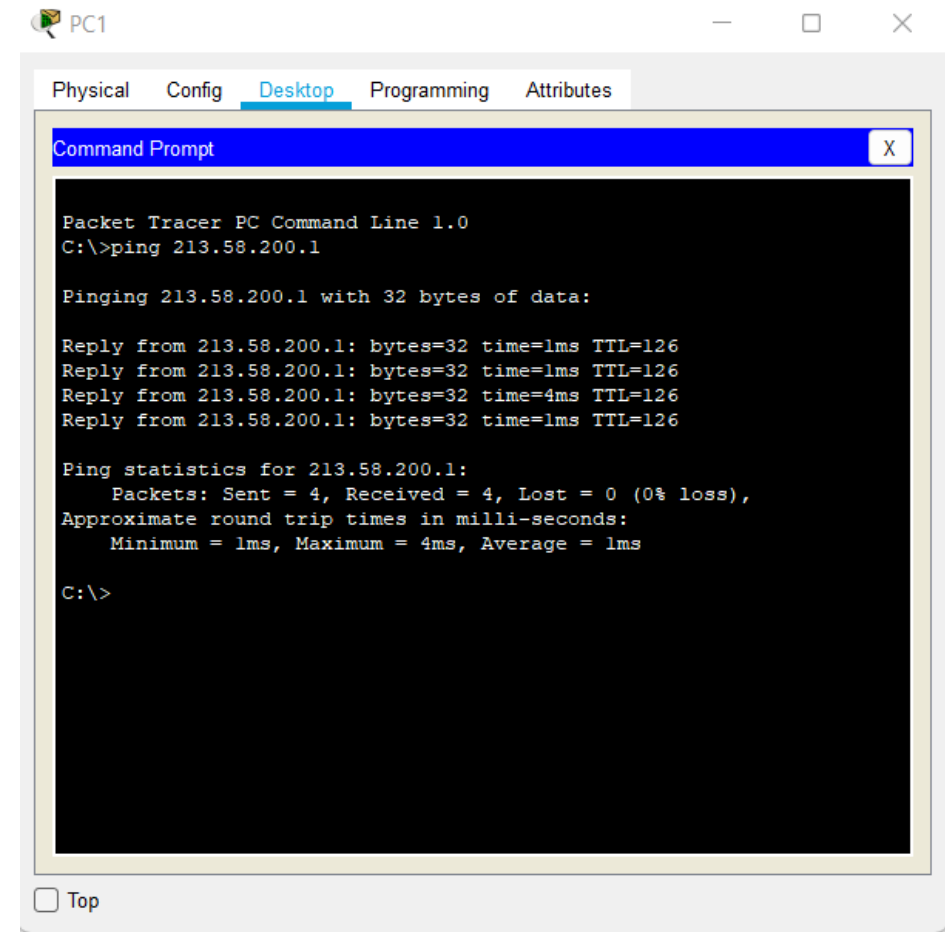 PC1
Physical Config Desktop Programming Attributes
Command Prompt X
Packet Tracer PC Command Line 1.0
C:\>ping 213.58.200.1
Pinging 213.58.200.1 with 32 bytes of data:
Reply from 213.58.200.1: bytes=32 time=1ms TTL=126
Reply from 213.58.200.1: bytes=32 time=1ms TTL=126
Reply from 213.58.200.1: bytes=32 time=4ms TTL=126
Reply from 213.58.200.1: bytes=32 time=1ms TTL=126
Ping statistics for 213.58.200.1:
    Packets: Sent = 4, Received = 4, Lost = 0 (0% loss),
Approximate round trip times in milli-seconds:
    Minimum = 1ms, Maximum = 4ms, Average = 1ms
C:\>
Top